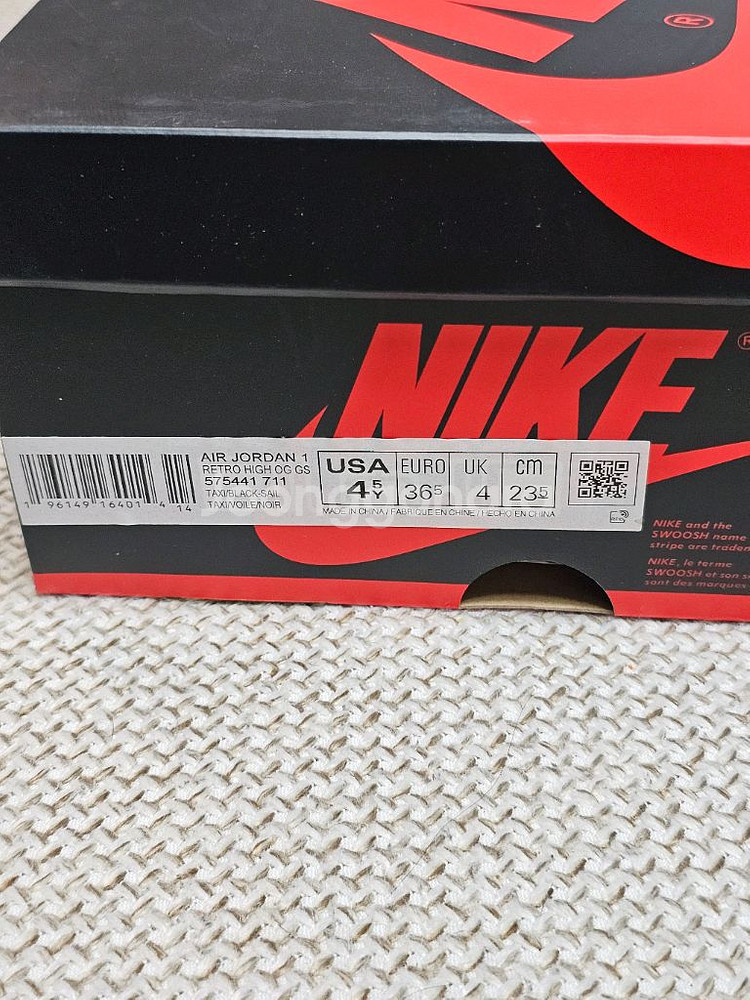 ®
NIKE ®
AIR JORDAN 1
RETRO HIGH OG GS
575441 711
TAXI/BLACK-SAIL
TAXI/VOILE/NOIR
1 96149 16401 4 14
USA EURO UK cm
4 5 Y 36 5 4 23 5
MADE IN CHINA / FABRIQUE EN CHINE / HECHO EN CHINA
NIKE and the
SWOOSH name
stripe are tradem
NIKE, le terme
SWOOSH et son s
sont des marques